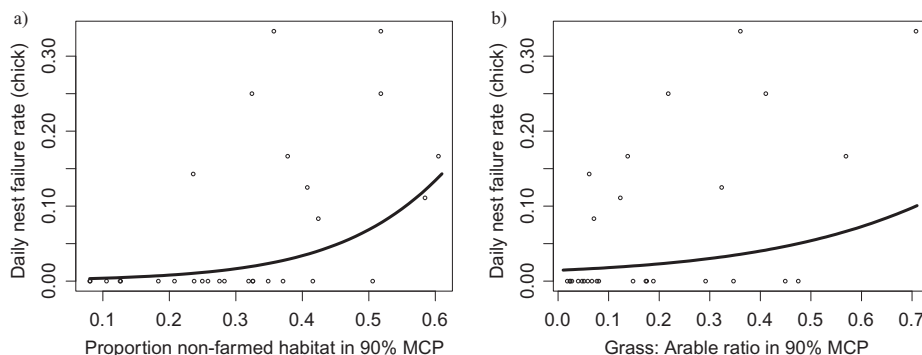 a)
Daily nest failure rate (chick)
0.30
0.20
0.10
0.00
0.1 0.2 0.3 0.4 0.5 0.6
Proportion non-farmed habitat in 90% MCP
b)
Daily nest failure rate (chick)
0.30
0.20
0.10
0.00
0.0 0.1 0.2 0.3 0.4 0.5 0.6 0.7
Grass: Arable ratio in 90% MCP